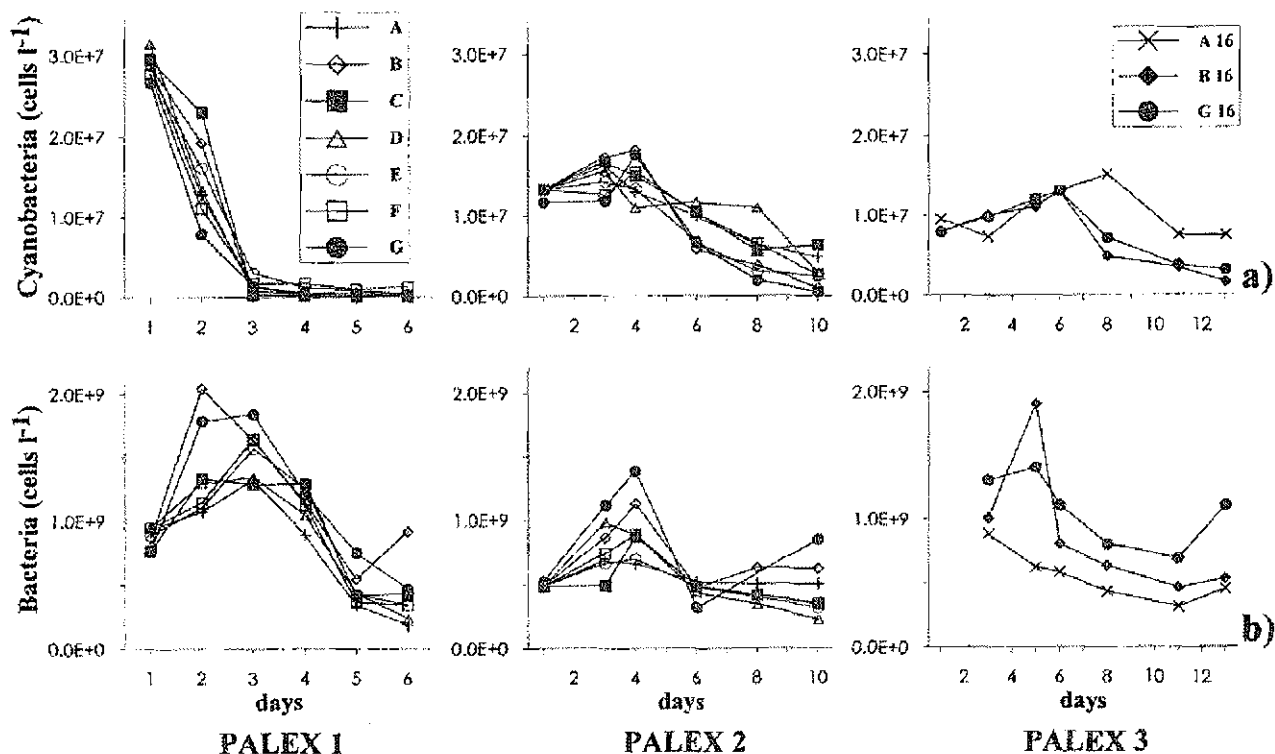 Cyanobacteria (cells l-1)
3.0E+7
2.0E+7
1.0E+7
0.0E+0
1 2 3 4 5 6
A
B
C
D
E
F
G
3.0E+7
2.0E+7
1.0E+7
0.0E+0
2 4 6 8 10
3.0E+7
2.0E+7
1.0E+7
0.0E+0
2 4 6 8 10 12
A 16
B 16
G 16
a)
Bacteria (cells l-1)
2.0E+9
1.0E+9
0.0E+0
1 2 3 4 5 6
days
PALEX 1
2.0E+9
1.0E+9
0.0E+0
2 4 6 8 10
days
PALEX 2
2.0E+9
1.0E+9
0.0E+0
2 4 6 8 10 12
days
PALEX 3
b)